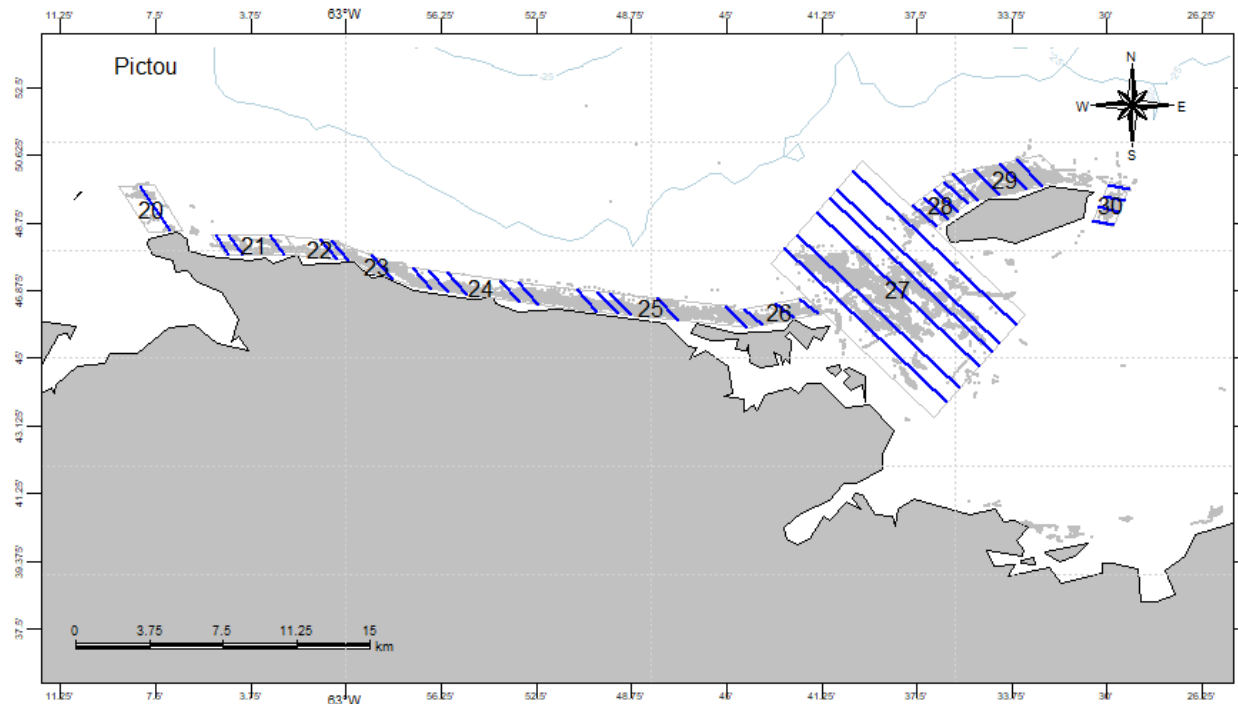 11.25' 7.5' 3.75' 63°W 56.25' 52.5' 48.75' 45' 41.25' 37.5' 33.75' 30' 26.25'
Pictou
-25 -25 -25
N
W E
S
52.5'
50.625'
48.75'
46.875'
45'
43.125'
41.25'
39.375'
37.5'
20 21 22 23 24 25 26 27 28 29 30
0 3.75 7.5 11.25 15
km
11.25' 7.5' 3.75' 63°W 56.25' 52.5' 48.75' 45' 41.25' 37.5' 33.75' 30' 26.25'